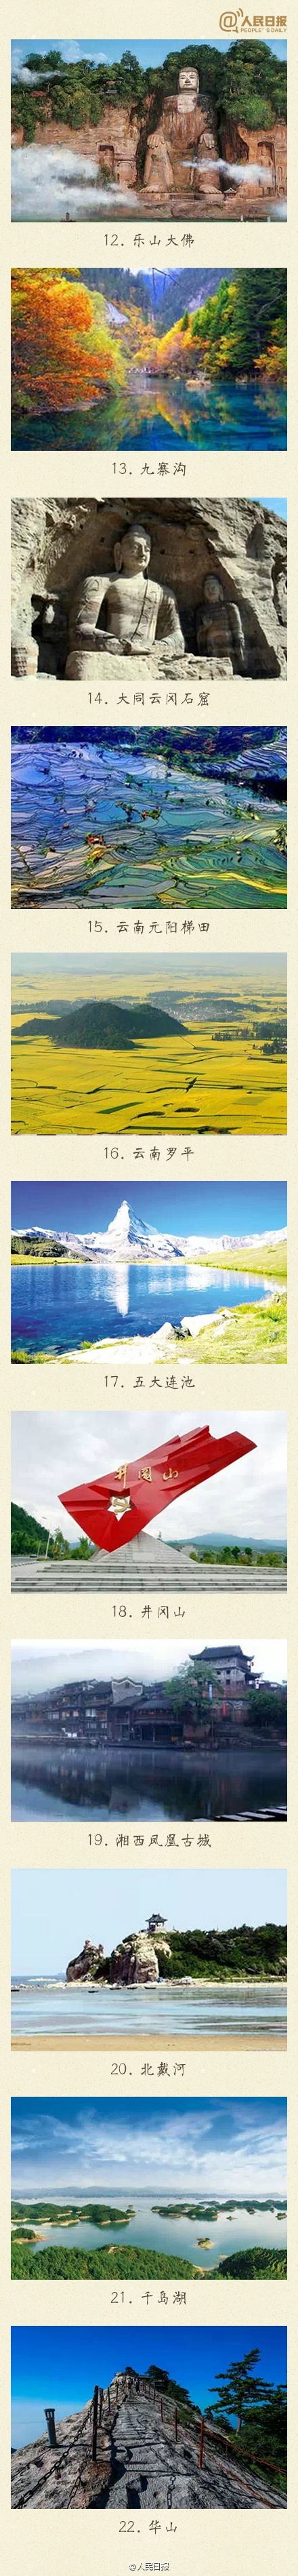 @人民日报
PEOPLE'S DAILY
12. 乐山大佛
13. 九寨沟
14. 大同云冈石窟
15. 云南元阳梯田
16. 云南罗平
17. 五大连池
井冈山
18. 井冈山
19. 湘西凤凰古城
20. 北戴河
21. 千岛湖
22. 华山
@人民日报